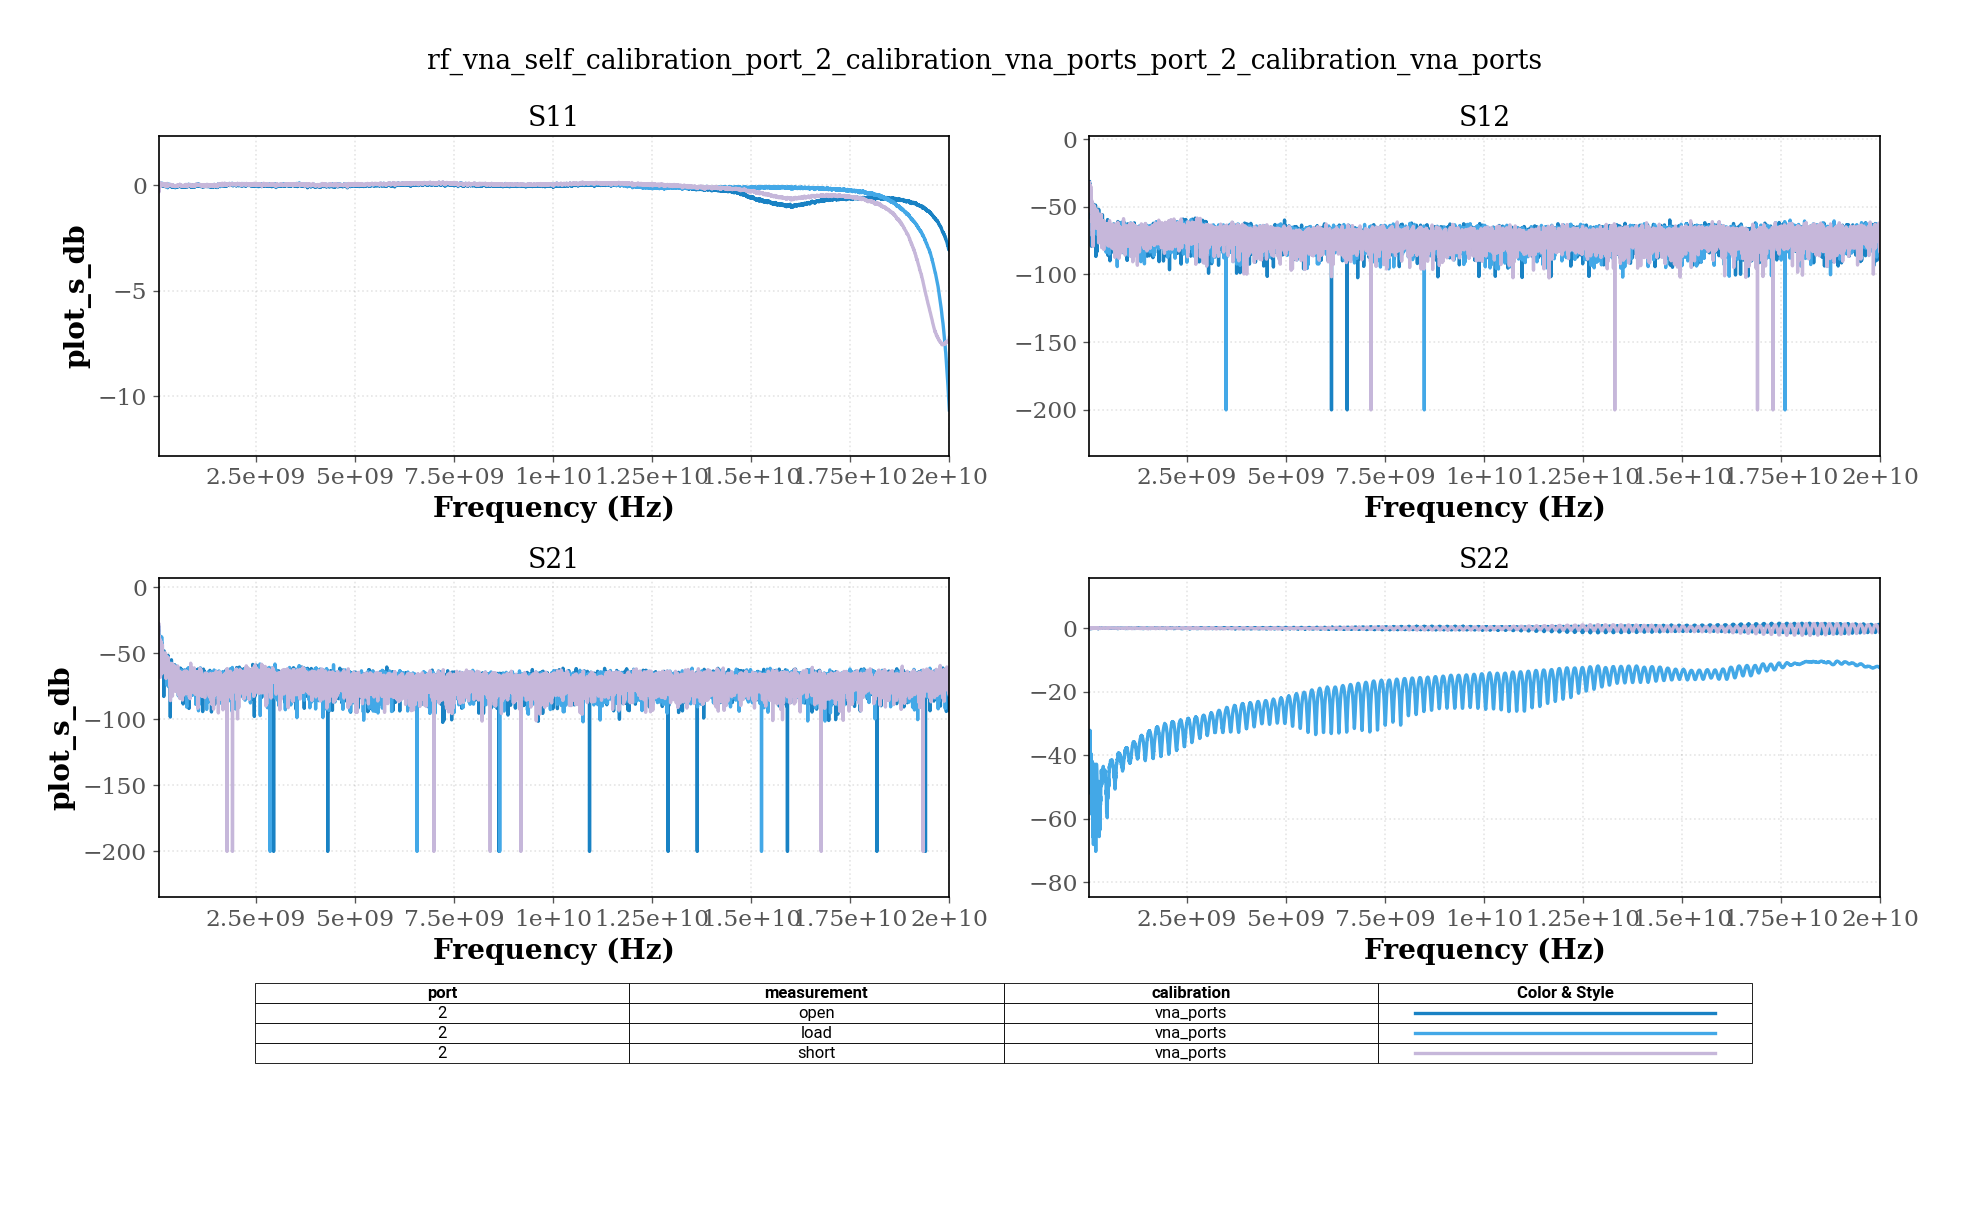 rf_vna_self_calibration_port_2_calibration_vna_ports_port_2_calibration_vna_ports
S11
plot_s_db
0
−5
−10
2.5e+09 5e+09 7.5e+09 1e+10 1.25e+10 1.5e+10 1.75e+10 2e+10
Frequency (Hz)
S12
0
−50
−100
−150
−200
2.5e+09 5e+09 7.5e+09 1e+10 1.25e+10 1.5e+10 1.75e+10 2e+10
Frequency (Hz)
S21
plot_s_db
0
−50
−100
−150
−200
2.5e+09 5e+09 7.5e+09 1e+10 1.25e+10 1.5e+10 1.75e+10 2e+10
Frequency (Hz)
S22
0
−20
−40
−60
−80
2.5e+09 5e+09 7.5e+09 1e+10 1.25e+10 1.5e+10 1.75e+10 2e+10
Frequency (Hz)
port measurement calibration Color & Style
2 open vna_ports
2 load vna_ports
2 short vna_ports